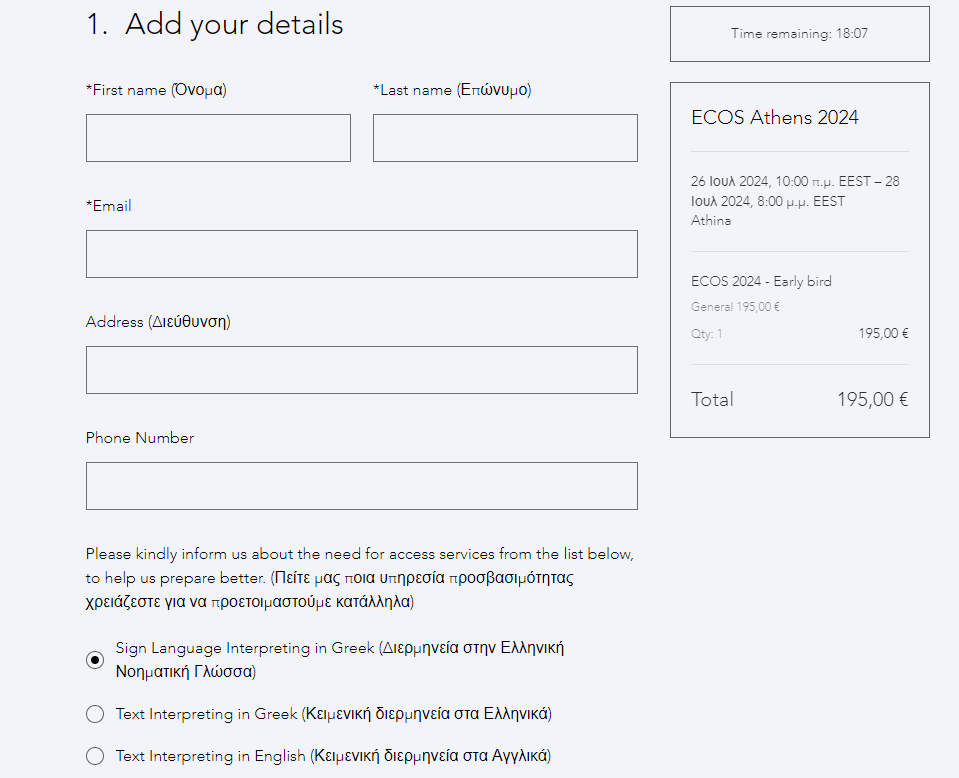 1. Add your details
*First name (Όνομα)
*Last name (Επώνυμο)
*Email
Address (Διεύθυνση)
Phone Number
Please kindly inform us about the need for access services from the list below,
to help us prepare better. (Πείτε μας ποια υπηρεσία προσβασιμότητας
χρειάζεστε για να προετοιμαστούμε κατάλληλα)
Sign Language Interpreting in Greek (Διερμηνεία στην Ελληνική
Νοηματική Γλώσσα)
Text Interpreting in Greek (Κειμενική διερμηνεία στα Ελληνικά)
Text Interpreting in English (Κειμενική διερμηνεία στα Αγγλικά)
Time remaining: 18:07
ECOS Athens 2024
26 Ιουλ 2024, 10:00 π.μ. EEST – 28
Ιουλ 2024, 8:00 μ.μ. EEST
Athina
ECOS 2024 - Early bird
General 195,00 €
Qty: 1 195,00 €
Total 195,00 €